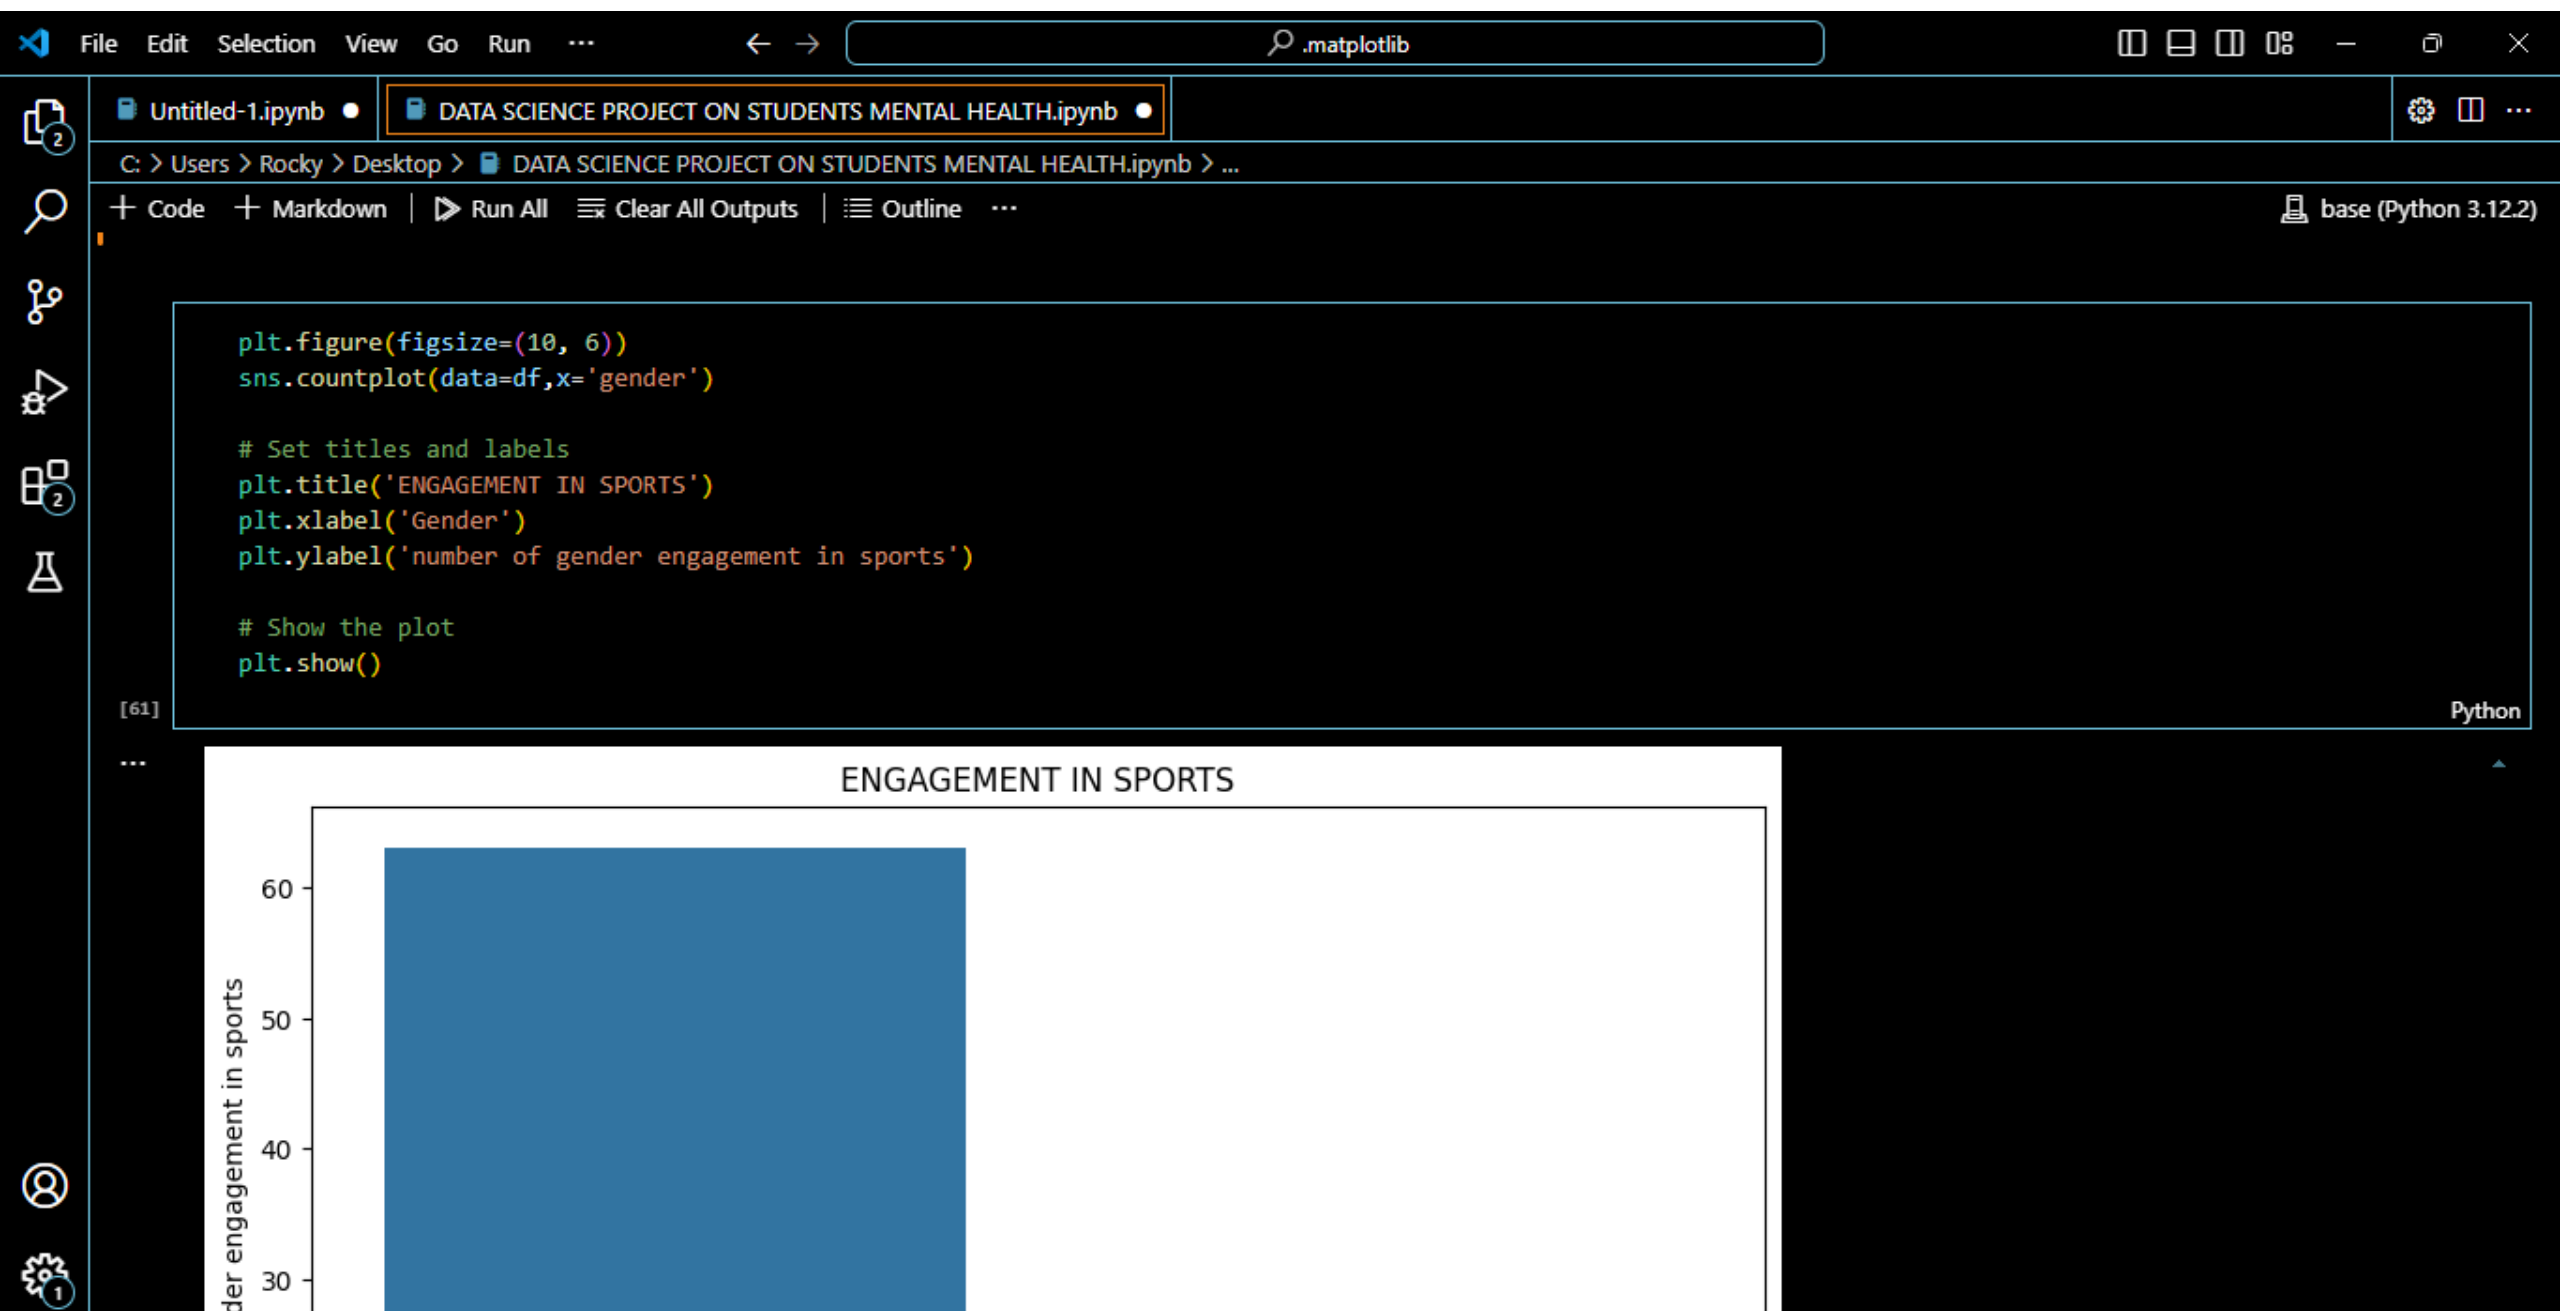 File Edit Selection View Go Run ··· .matplotlib
Untitled-1.ipynb DATA SCIENCE PROJECT ON STUDENTS MENTAL HEALTH.ipynb ···
C: > Users > Rocky > Desktop > DATA SCIENCE PROJECT ON STUDENTS MENTAL HEALTH.ipynb > ...
+ Code + Markdown | Run All Clear All Outputs | Outline ··· base (Python 3.12.2)
2
2
1
plt.figure(figsize=(10, 6))
sns.countplot(data=df,x='gender')
# Set titles and labels
plt.title('ENGAGEMENT IN SPORTS')
plt.xlabel('Gender')
plt.ylabel('number of gender engagement in sports')
# Show the plot
plt.show()
[61] Python
···
ENGAGEMENT IN SPORTS
60
50
40
30
engagement in sports